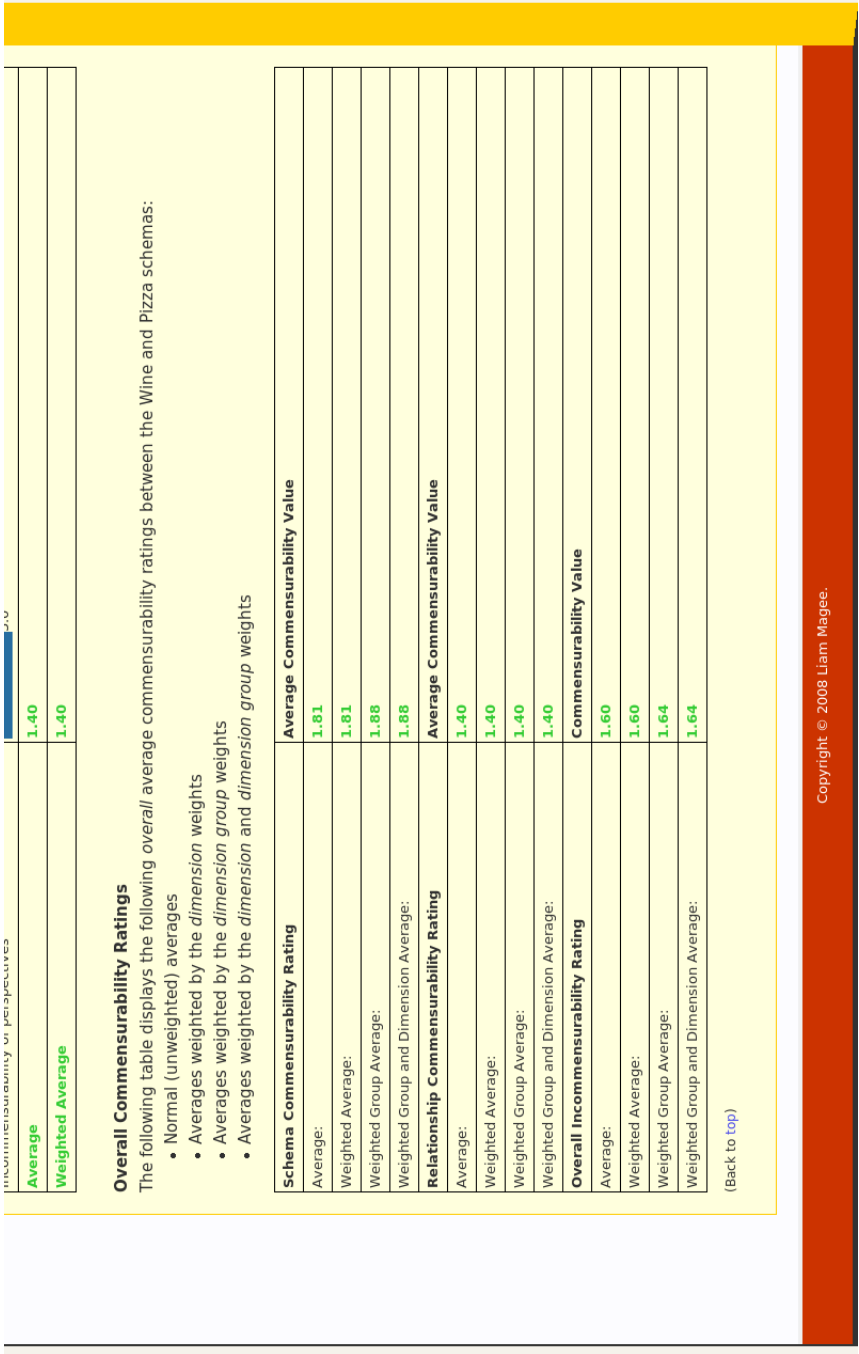 Incommensurability of perspectives
Average 1.40
Weighted Average 1.40
Overall Commensurability Ratings
The following table displays the following overall average commensurability ratings between the Wine and Pizza schemas:
• Normal (unweighted) averages
• Averages weighted by the dimension weights
• Averages weighted by the dimension group weights
• Averages weighted by the dimension and dimension group weights
Schema Commensurability Rating Average Commensurability Value
Average: 1.81
Weighted Average: 1.81
Weighted Group Average: 1.88
Weighted Group and Dimension Average: 1.88
Relationship Commensurability Rating Average Commensurability Value
Average: 1.40
Weighted Average: 1.40
Weighted Group Average: 1.40
Weighted Group and Dimension Average: 1.40
Overall Incommensurability Rating Commensurability Value
Average: 1.60
Weighted Average: 1.60
Weighted Group Average: 1.64
Weighted Group and Dimension Average: 1.64
(Back to top)
Copyright © 2008 Liam Magee.